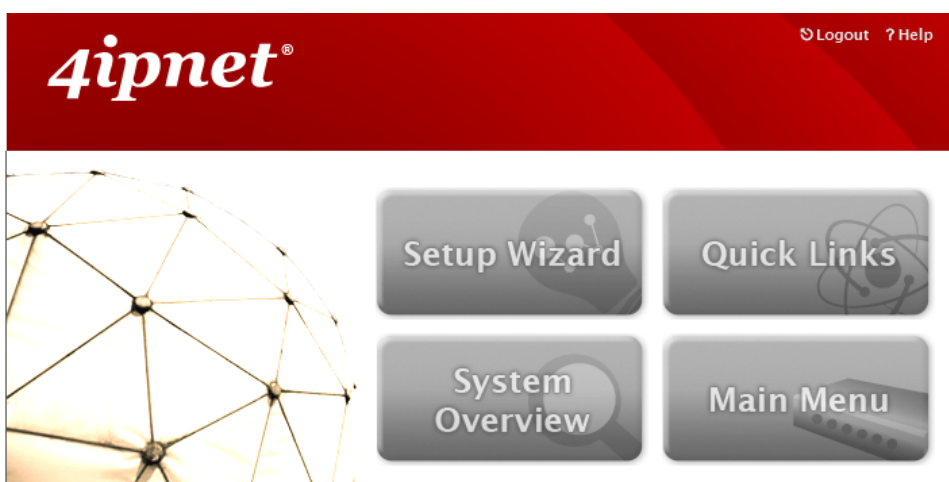 4ipnet®
Logout ? Help
Setup Wizard
Quick Links
System
Overview
Main Menu